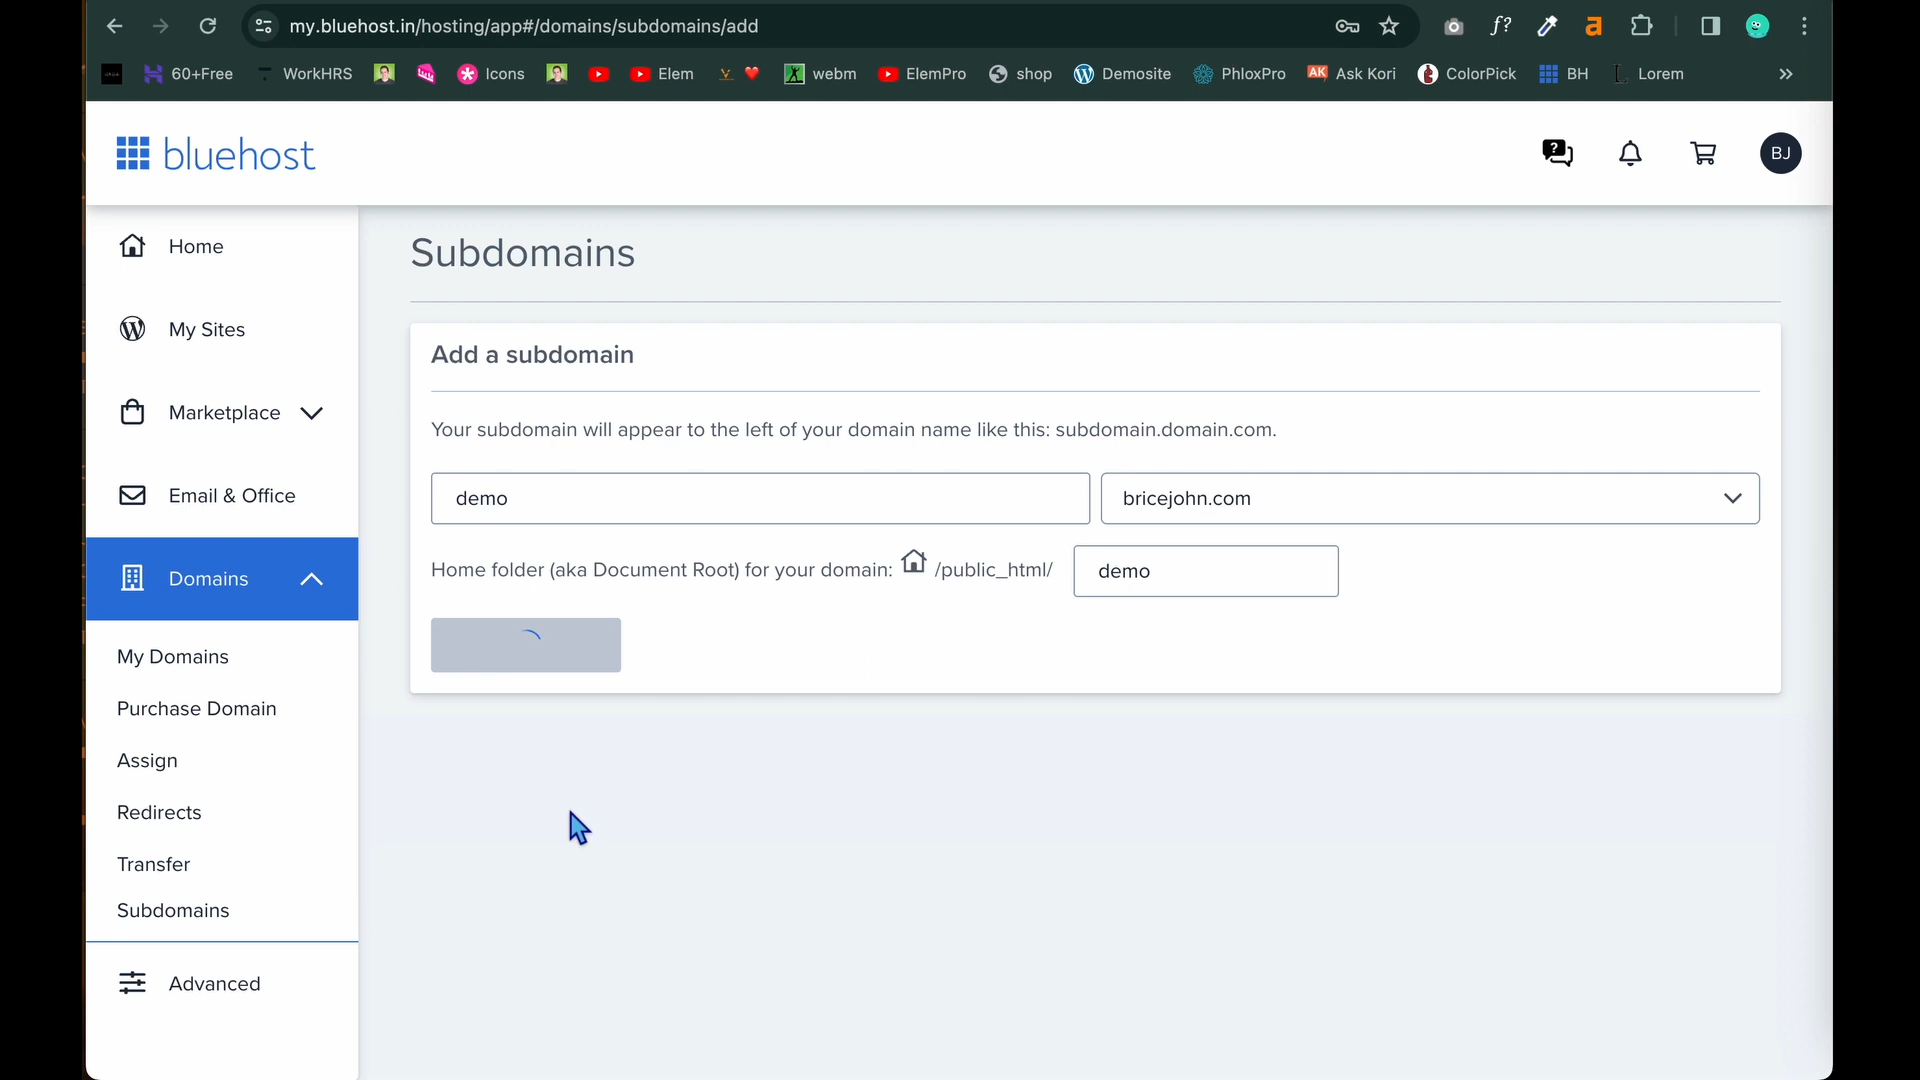 my.bluehost.in/hosting/app#/domains/subdomains/add
f?
a
60+Free
WorkHRS
Icons
Elem
webm
ElemPro
shop
Demosite
PhloxPro
AK Ask Kori
ColorPick
BH
Lorem
»
bluehost
?
BJ
Home
My Sites
Marketplace
Email & Office
Domains
My Domains
Purchase Domain
Assign
Redirects
Transfer
Subdomains
Advanced
Subdomains
Add a subdomain
Your subdomain will appear to the left of your domain name like this: subdomain.domain.com.
demo
bricejohn.com
Home folder (aka Document Root) for your domain: /public_html/ demo